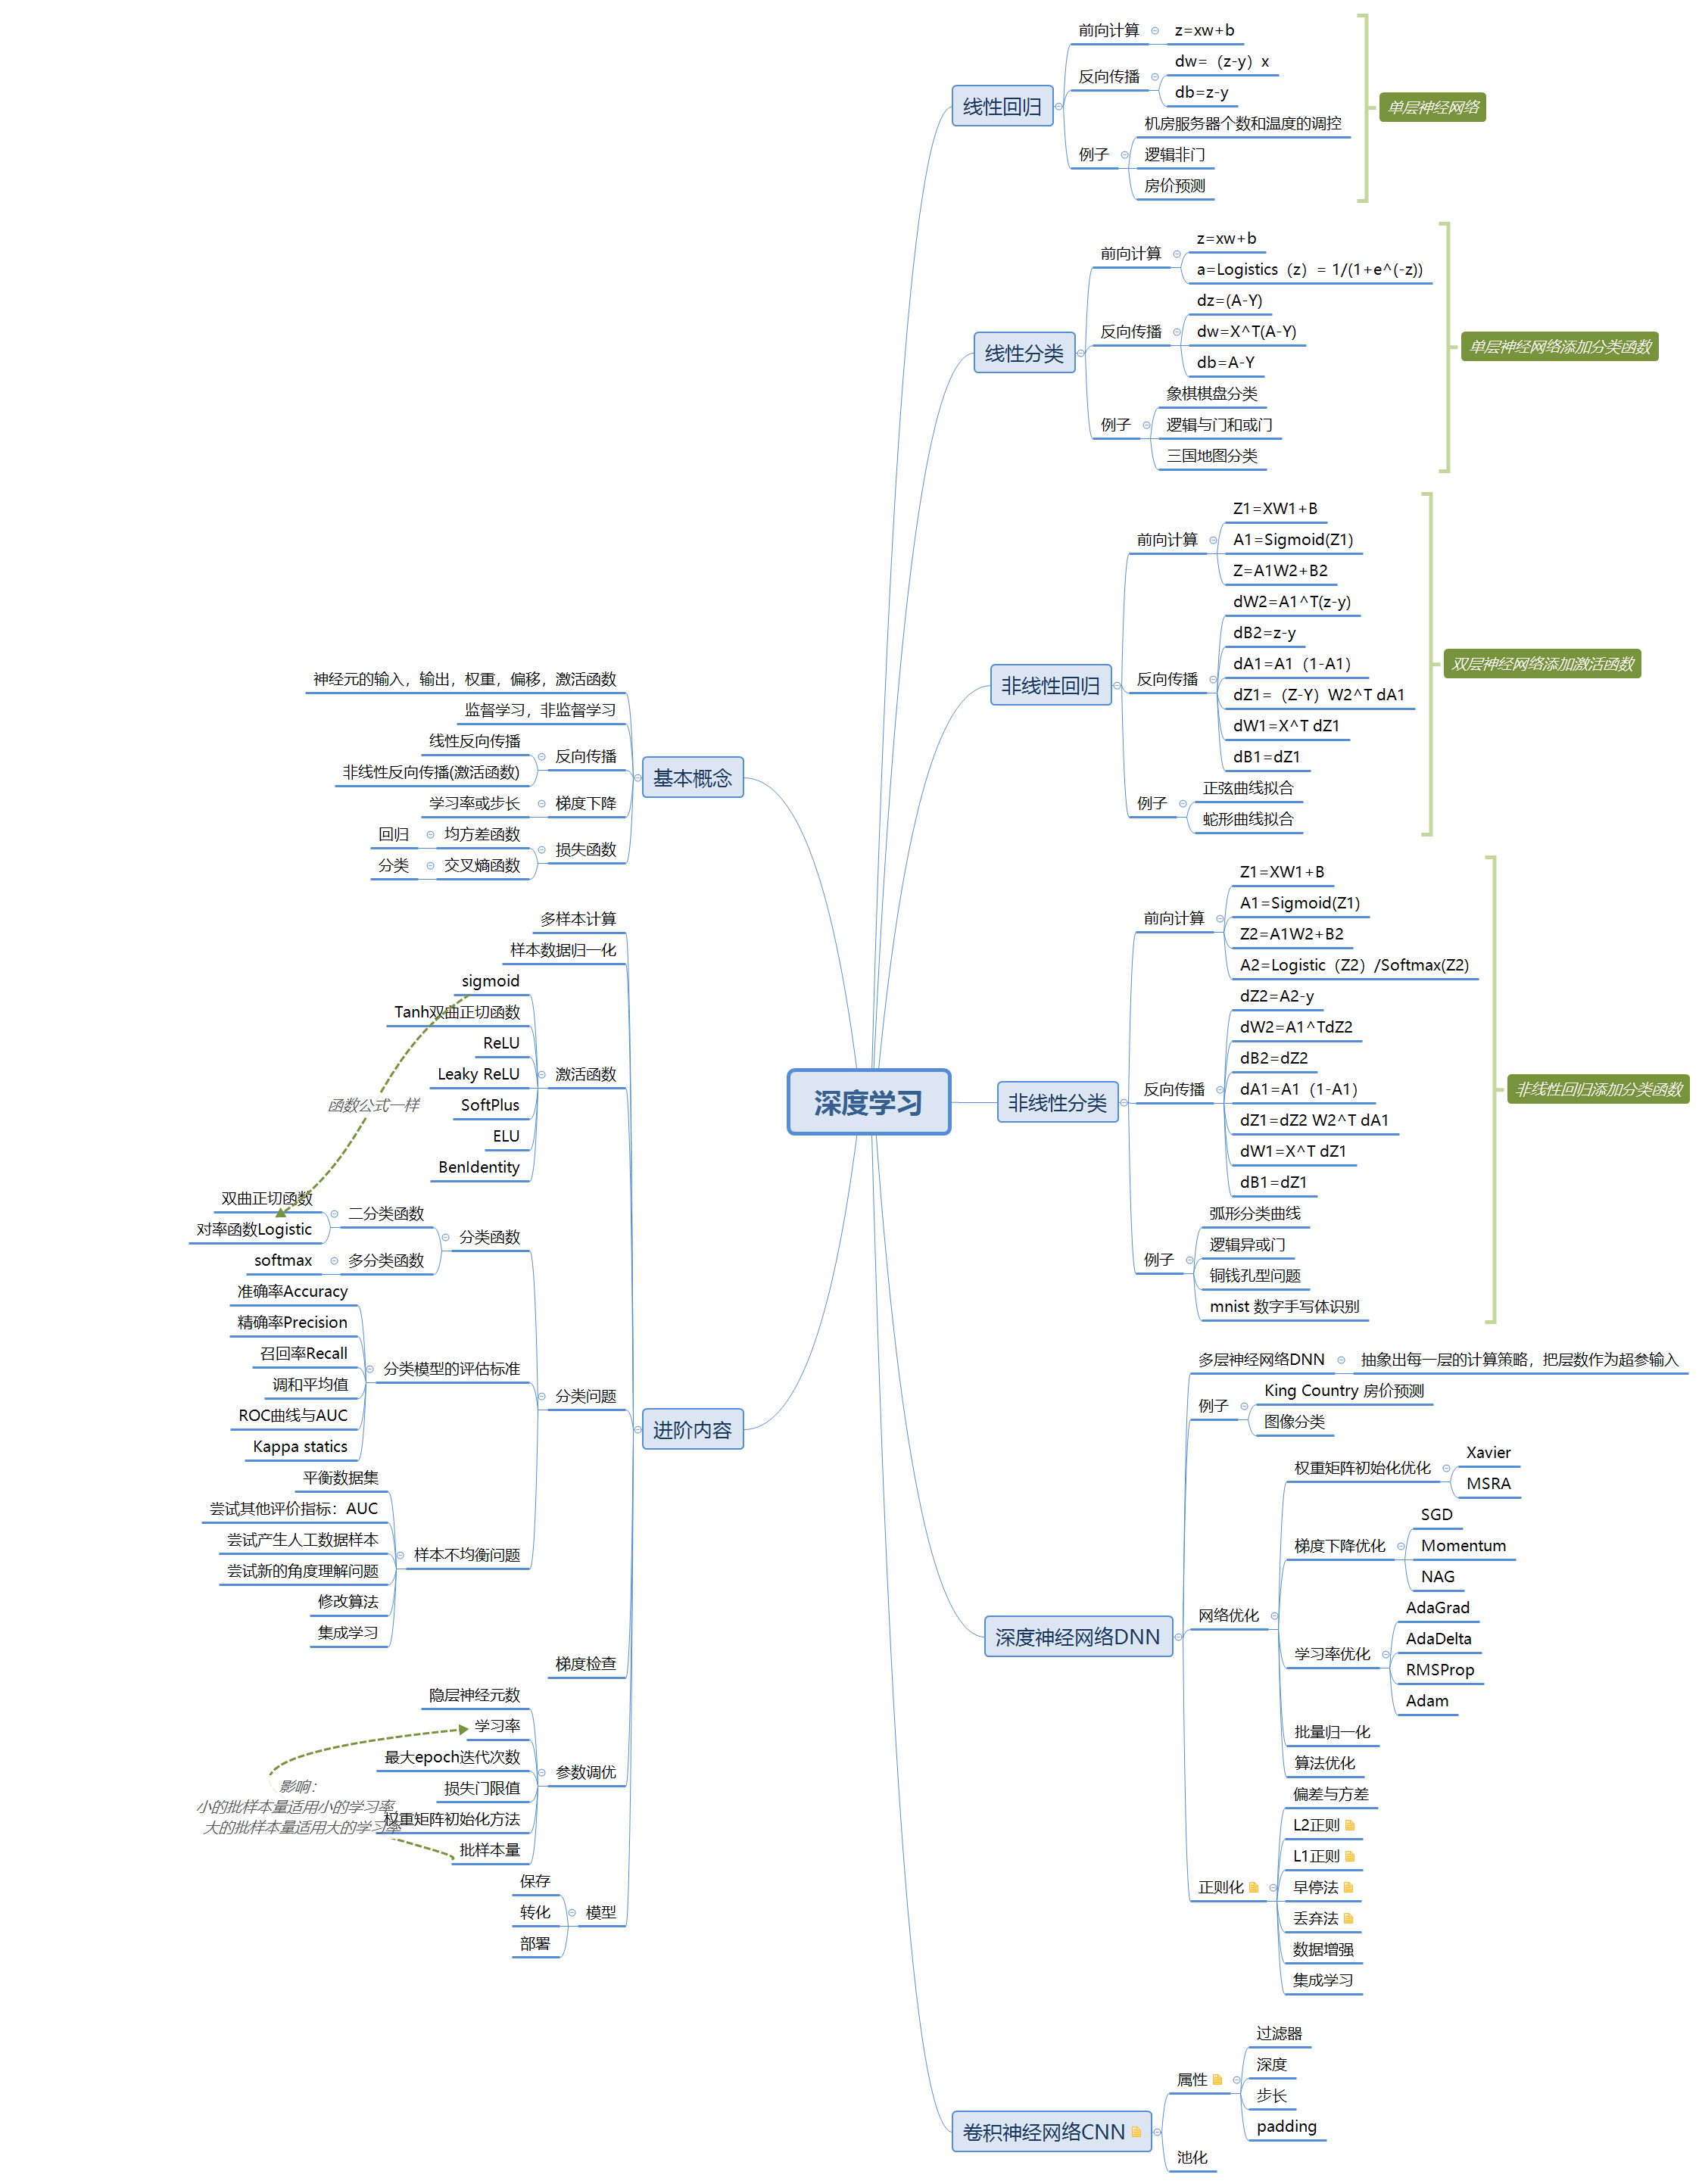 深度学习
线性回归
前向计算
z=xw+b
反向传播
dw=（z-y）x
db=z-y
例子
机房服务器个数和温度的调控
逻辑非门
房价预测
单层神经网络
线性分类
前向计算
z=xw+b
a=Logistics（z）= 1/(1+e^(-z))
反向传播
dz=(A-Y)
dw=X^T(A-Y)
db=A-Y
例子
象棋棋盘分类
逻辑与门和或门
三国地图分类
单层神经网络添加分类函数
非线性回归
前向计算
Z1=XW1+B
A1=Sigmoid(Z1)
Z=A1W2+B2
反向传播
dW2=A1^T(z-y)
dB2=z-y
dA1=A1（1-A1）
dZ1=（Z-Y）W2^T dA1
dW1=X^T dZ1
dB1=dZ1
例子
正弦曲线拟合
蛇形曲线拟合
双层神经网络添加激活函数
非线性分类
前向计算
Z1=XW1+B
A1=Sigmoid(Z1)
Z2=A1W2+B2
A2=Logistic（Z2）/Softmax(Z2)
反向传播
dZ2=A2-y
dW2=A1^TdZ2
dB2=dZ2
dA1=A1（1-A1）
dZ1=dZ2 W2^T dA1
dW1=X^T dZ1
dB1=dZ1
例子
弧形分类曲线
逻辑异或门
铜钱孔型问题
mnist 数字手写体识别
非线性回归添加分类函数
深度神经网络DNN
多层神经网络DNN
抽象出每一层的计算策略，把层数作为超参输入
例子
King Country 房价预测
图像分类
网络优化
权重矩阵初始化优化
Xavier
MSRA
梯度下降优化
SGD
Momentum
NAG
学习率优化
AdaGrad
AdaDelta
RMSProp
Adam
批量归一化
算法优化
正则化
偏差与方差
L2正则
L1正则
早停法
丢弃法
数据增强
集成学习
卷积神经网络CNN
属性
过滤器
深度
步长
padding
池化
基本概念
神经元的输入，输出，权重，偏移，激活函数
监督学习，非监督学习
反向传播
线性反向传播
非线性反向传播(激活函数)
梯度下降
学习率或步长
损失函数
均方差函数
回归
交叉熵函数
分类
进阶内容
多样本计算
样本数据归一化
激活函数
sigmoid
Tanh双曲正切函数
ReLU
Leaky ReLU
SoftPlus
ELU
BenIdentity
函数公式一样
分类问题
分类函数
二分类函数
双曲正切函数
对率函数Logistic
多分类函数
softmax
分类模型的评估标准
准确率Accuracy
精确率Precision
召回率Recall
调和平均值
ROC曲线与AUC
Kappa statics
样本不均衡问题
平衡数据集
尝试其他评价指标：AUC
尝试产生人工数据样本
尝试新的角度理解问题
修改算法
集成学习
梯度检查
参数调优
隐层神经元数
学习率
最大epoch迭代次数
损失门限值
权重矩阵初始化方法
批样本量
影响：
小的批样本量适用小的学习率
大的批样本量适用大的学习率
模型
保存
转化
部署